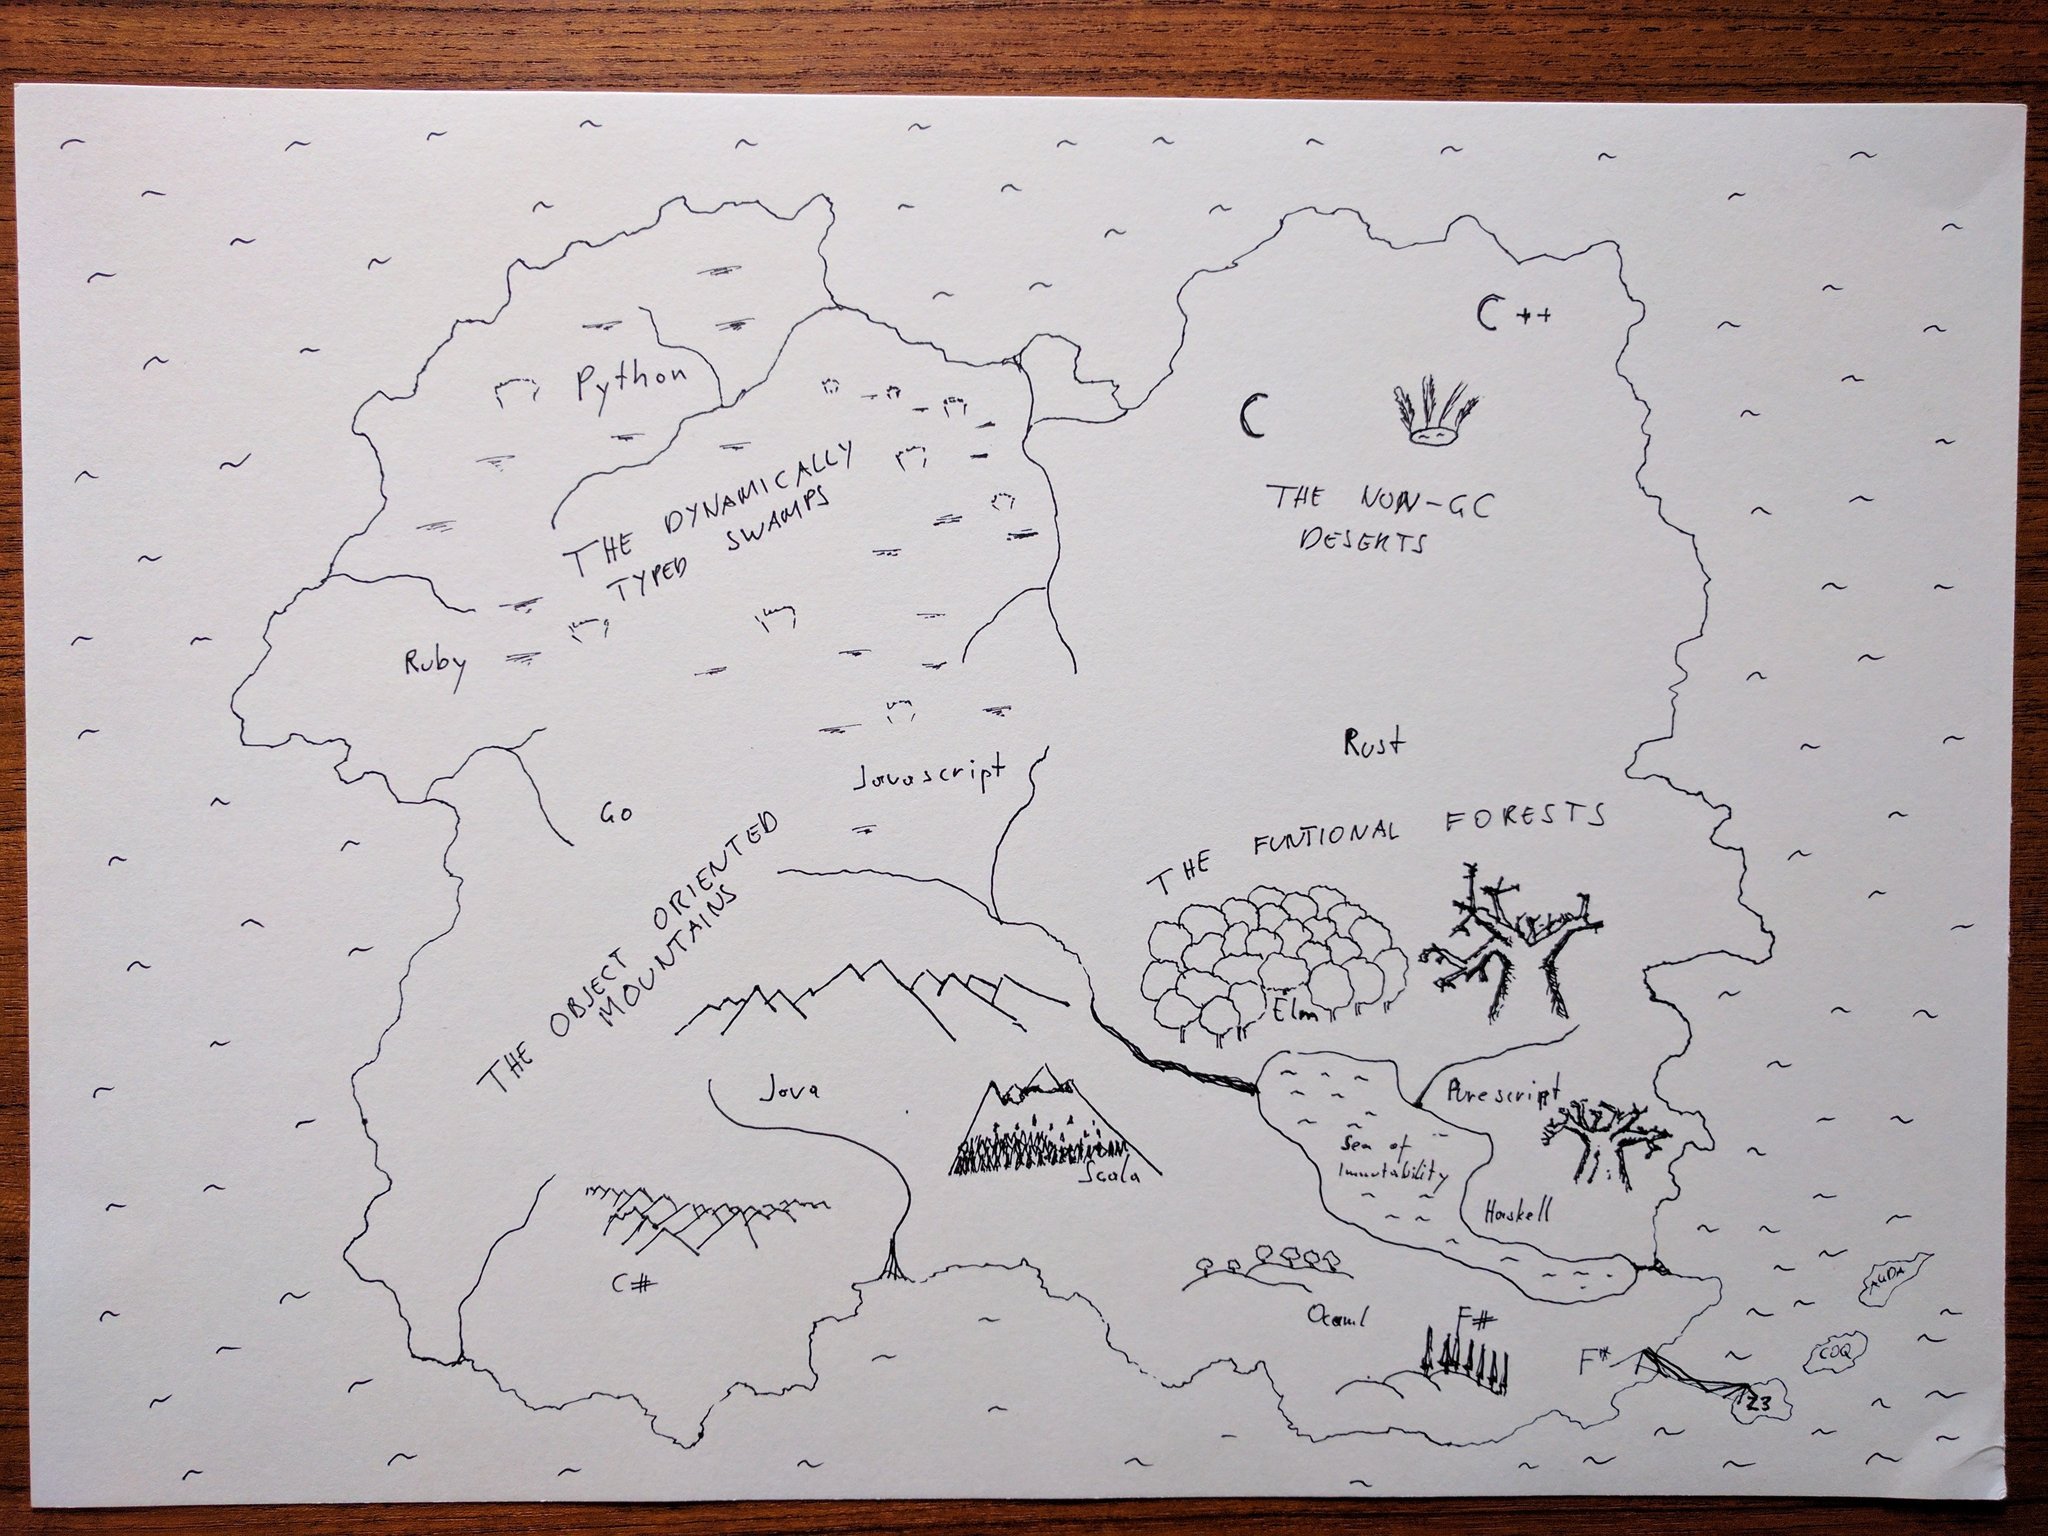 C++
Python
C
THE DYNAMICALLY
TYPED SWAMPS
THE NON-GC
DESERTS
Ruby
Rust
Javascript
Go
THE FUNTIONAL FORESTS
THE OBJECT ORIENTED
MOUNTAINS
Elm
Java
Purescript
Sea of
Immutability
Scala
Haskell
C#
AGDA
Ocaml
F#
COQ
F*
Z3